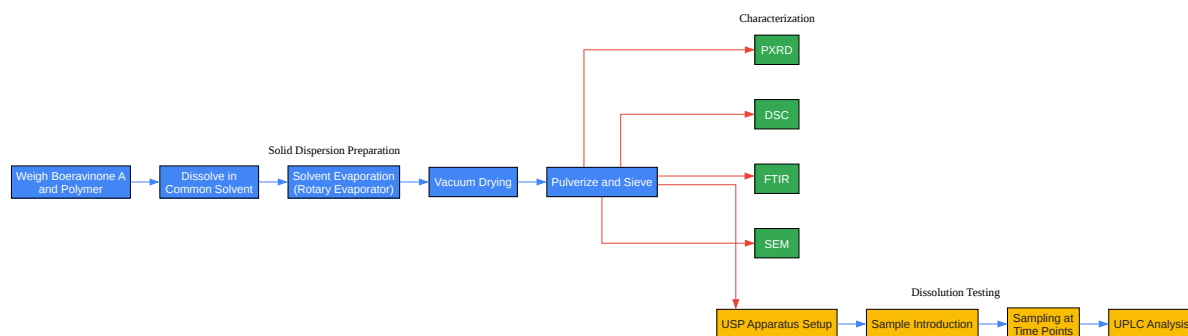 Characterization
PXRD
DSC
Solid Dispersion Preparation
Weigh Boeravinone A
and Polymer
Dissolve in
Common Solvent
Solvent Evaporation
(Rotary Evaporator)
Vacuum Drying
Pulverize and Sieve
FTIR
SEM
Dissolution Testing
USP Apparatus Setup
Sample Introduction
Sampling at
Time Points
UPLC Analysis